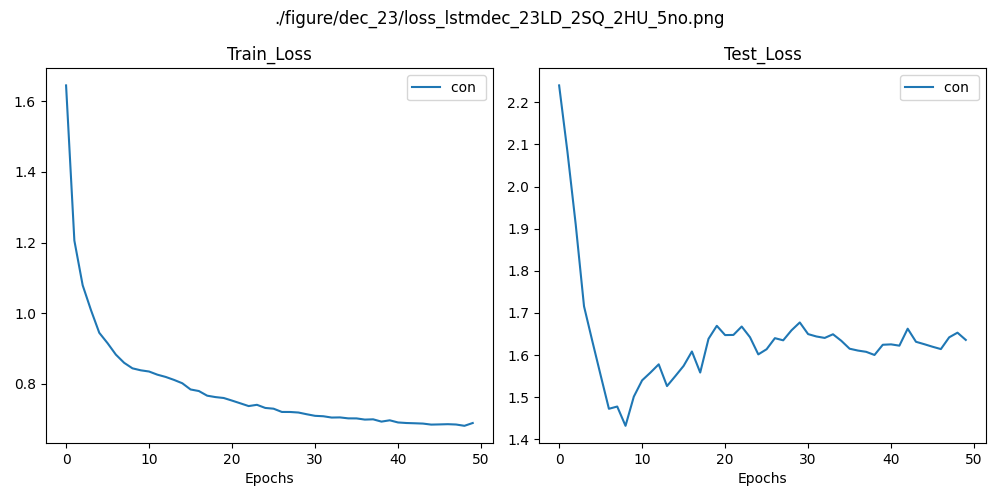 ./figure/dec_23/loss_lstmdec_23LD_2SQ_2HU_5no.png
Train_Loss
con
1.6
1.4
1.2
1.0
0.8
0 10 20 30 40 50
Epochs
Test_Loss
con
2.2
2.1
2.0
1.9
1.8
1.7
1.6
1.5
1.4
0 10 20 30 40 50
Epochs